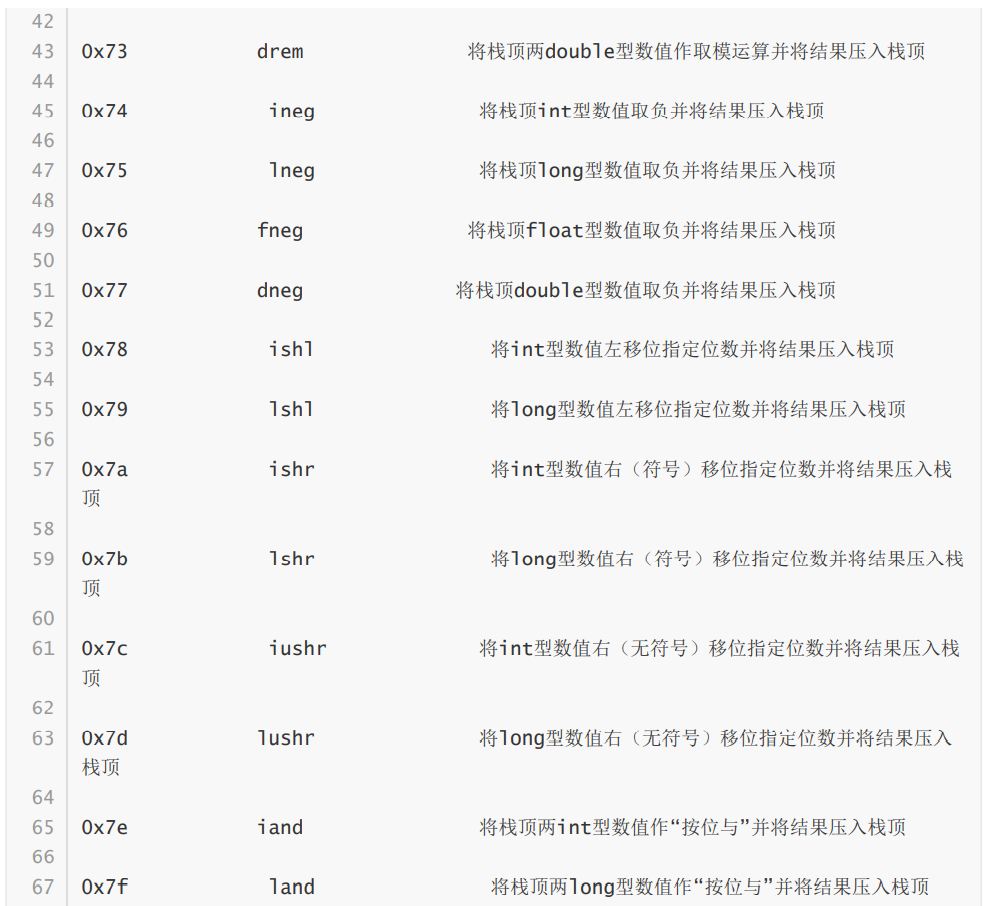 42
43 0x73 drem 将栈顶两double型数值作取模运算并将结果压入栈顶
44
45 0x74 ineg 将栈顶int型数值取负并将结果压入栈顶
46
47 0x75 lneg 将栈顶long型数值取负并将结果压入栈顶
48
49 0x76 fneg 将栈顶float型数值取负并将结果压入栈顶
50
51 0x77 dneg 将栈顶double型数值取负并将结果压入栈顶
52
53 0x78 ishl 将int型数值左移位指定位数并将结果压入栈顶
54
55 0x79 lshl 将long型数值左移位指定位数并将结果压入栈顶
56
57 0x7a ishr 将int型数值右（符号）移位指定位数并将结果压入栈
顶
58
59 0x7b lshr 将long型数值右（符号）移位指定位数并将结果压入栈
顶
60
61 0x7c iushr 将int型数值右（无符号）移位指定位数并将结果压入栈
顶
62
63 0x7d lushr 将long型数值右（无符号）移位指定位数并将结果压入
栈顶
64
65 0x7e iand 将栈顶两int型数值作“按位与”并将结果压入栈顶
66
67 0x7f land 将栈顶两long型数值作“按位与”并将结果压入栈顶